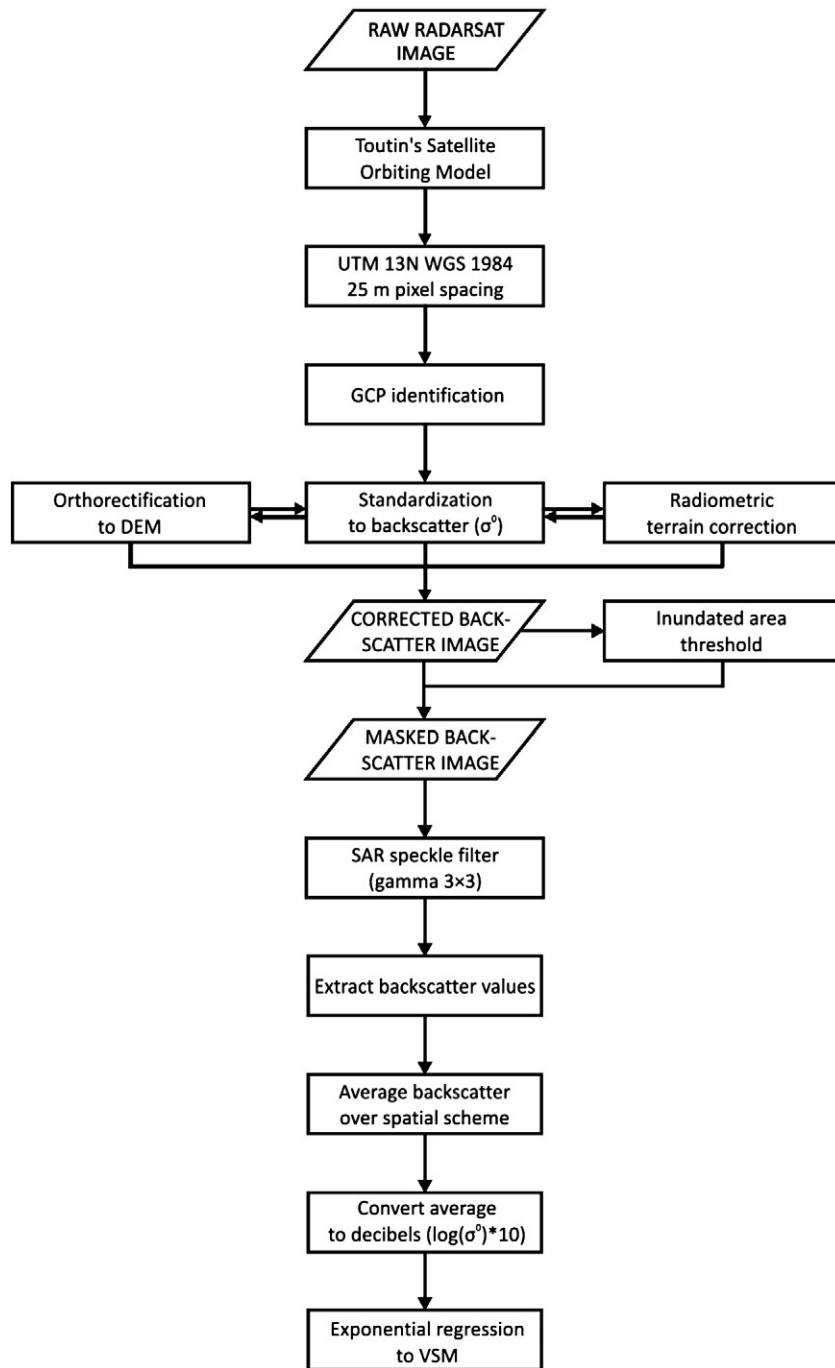 RAW RADARSAT
IMAGE
Toutin's Satellite
Orbiting Model
UTM 13N WGS 1984
25 m pixel spacing
GCP identification
Orthorectification
to DEM
Standardization
to backscatter (σ⁰)
Radiometric
terrain correction
CORRECTED BACK-
SCATTER IMAGE
Inundated area
threshold
MASKED BACK-
SCATTER IMAGE
SAR speckle filter
(gamma 3×3)
Extract backscatter values
Average backscatter
over spatial scheme
Convert average
to decibels (log(σ⁰)*10)
Exponential regression
to VSM